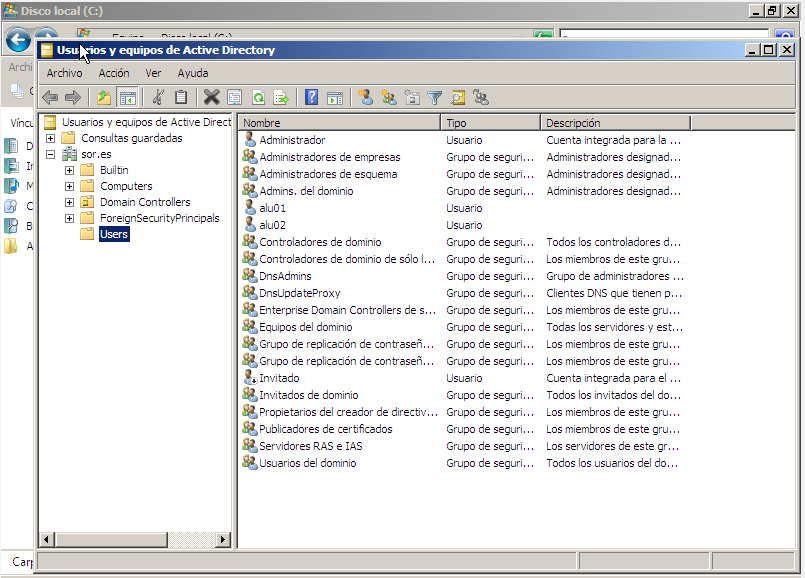 Disco local (C:)
Equipo Disco local (C:)
Usuarios y equipos de Active Directory
Archivo Acción Ver Ayuda
Archi
Víncu
Usuarios y equipos de Active Direct
Consultas guardadas
sor.es
Builtin
Computers
Domain Controllers
ForeignSecurityPrincipals
Users
Nombre Tipo Descripción
Administrador Usuario Cuenta integrada para la ...
Administradores de empresas Grupo de seguri... Administradores designad...
Administradores de esquema Grupo de seguri... Administradores designad...
Admins. del dominio Grupo de seguri... Administradores designad...
alu01 Usuario
alu02 Usuario
Controladores de dominio Grupo de seguri... Todos los controladores d...
Controladores de dominio de sólo l... Grupo de seguri... Los miembros de este gru...
DnsAdmins Grupo de seguri... Grupo de administradores ...
DnsUpdateProxy Grupo de seguri... Clientes DNS que tienen p...
Enterprise Domain Controllers de s... Grupo de seguri... Los miembros de este gru...
Equipos del dominio Grupo de seguri... Todas los servidores y est...
Grupo de replicación de contraseñ... Grupo de seguri... Los miembros de este gru...
Grupo de replicación de contraseñ... Grupo de seguri... Los miembros de este gru...
Invitado Usuario Cuenta integrada para el ...
Invitados de dominio Grupo de seguri... Todos los invitados del do...
Propietarios del creador de directiv... Grupo de seguri... Los miembros de este gru...
Publicadores de certificados Grupo de seguri... Los miembros de este gru...
Servidores RAS e IAS Grupo de seguri... Los servidores de este gr...
Usuarios del dominio Grupo de seguri... Todos los usuarios del do...
Carp